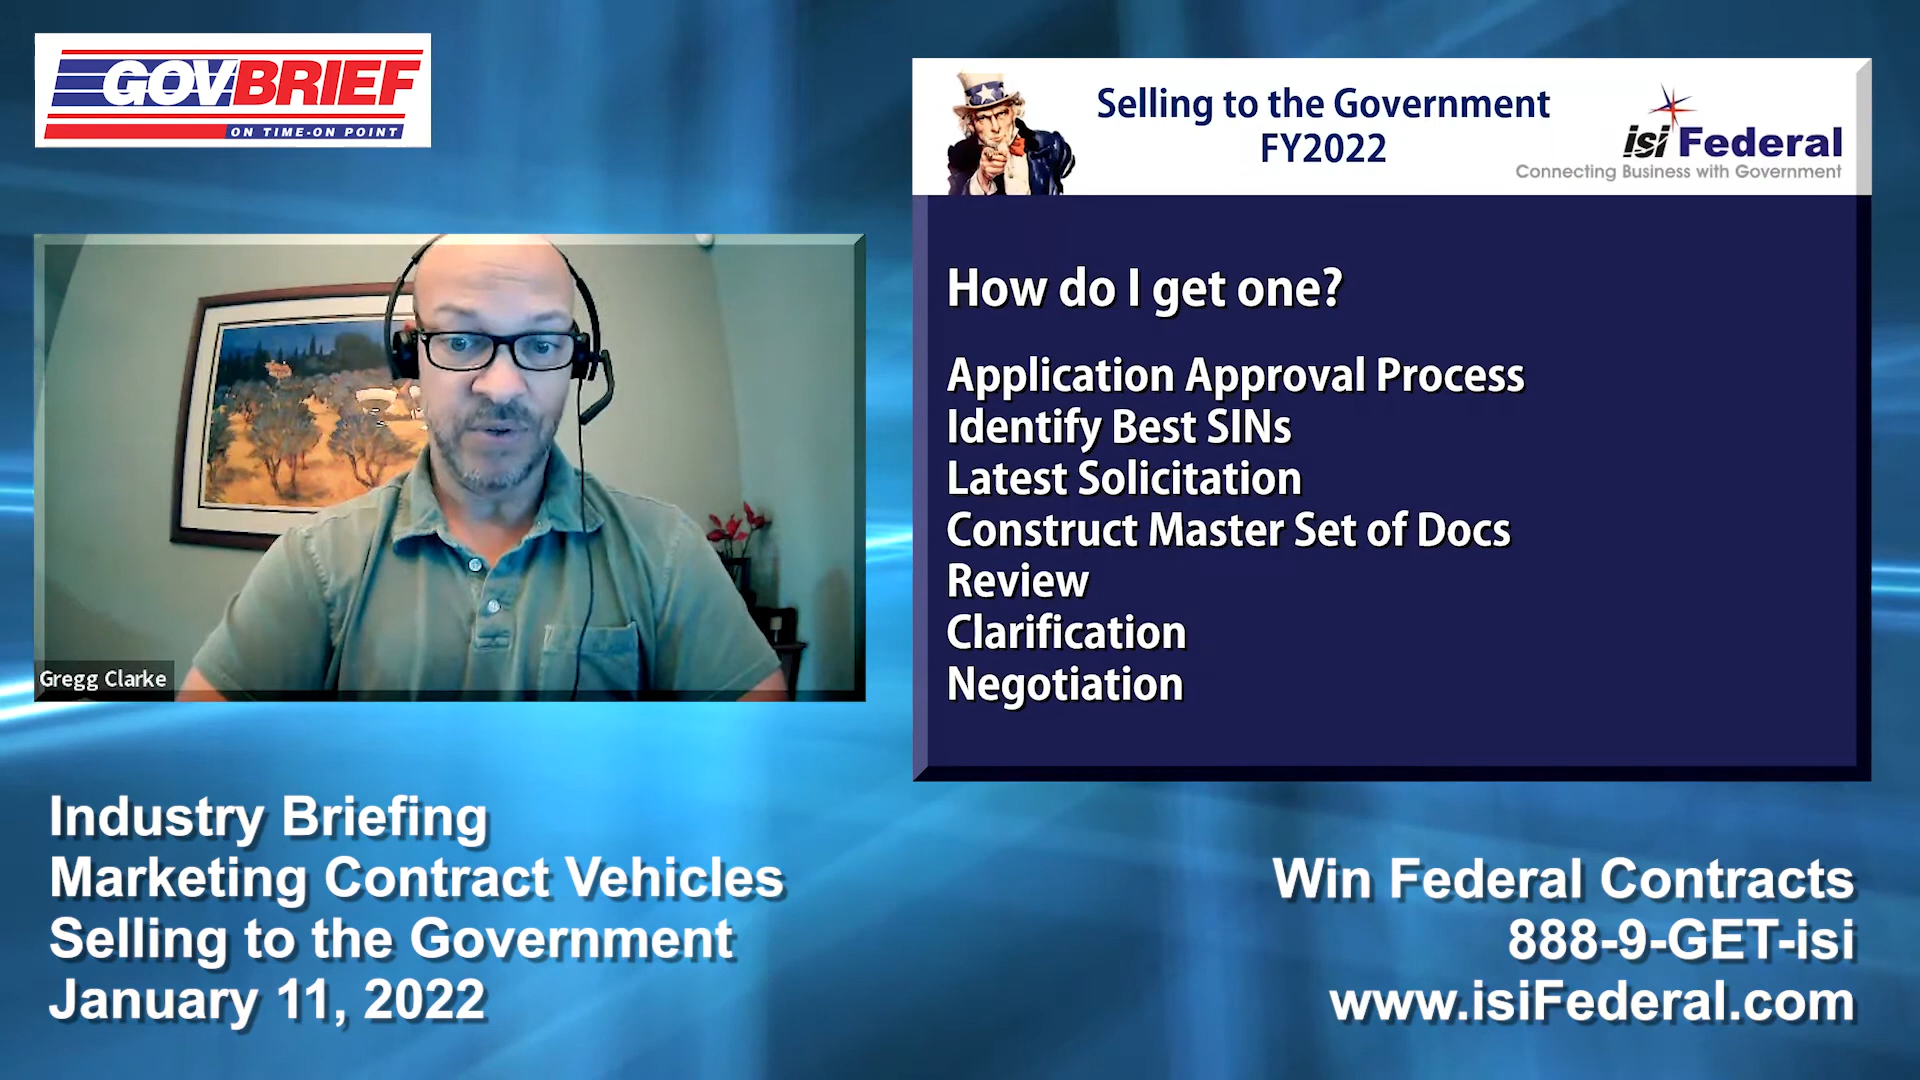 GOVBRIEF
ON TIME-ON POINT
Selling to the Government
FY2022
isi Federal
Connecting Business with Government
How do I get one?
Application Approval Process
Identify Best SINs
Latest Solicitation
Construct Master Set of Docs
Review
Clarification
Negotiation
Gregg Clarke
Industry Briefing
Marketing Contract Vehicles
Selling to the Government
January 11, 2022
Win Federal Contracts
888-9-GET-isi
www.isiFederal.com